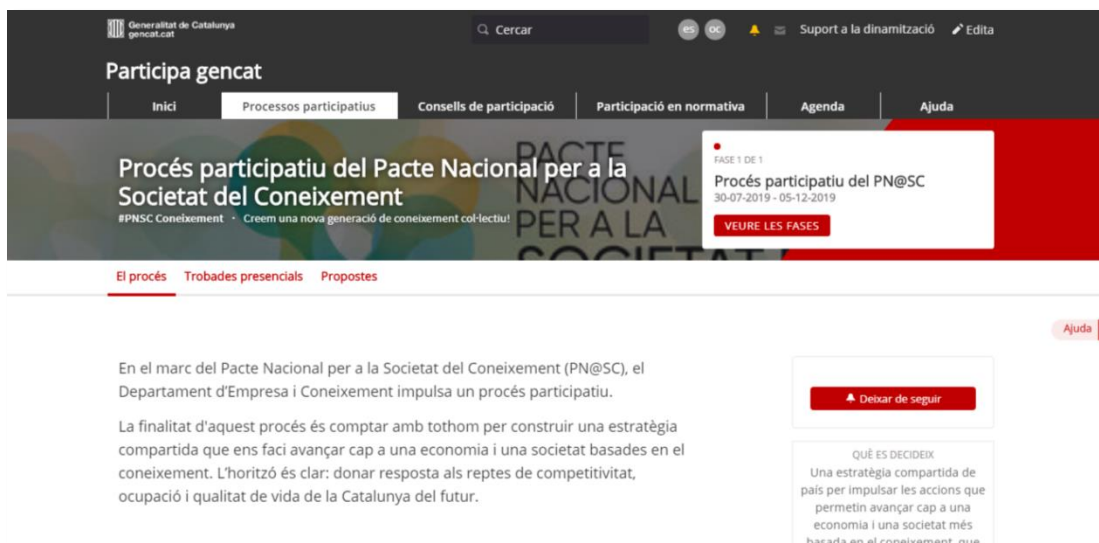 Generalitat de Catalunya
gencat.cat
Cercar
es oc
Suport a la dinamització
Edita
Participa gencat
Inici
Processos participatius
Consells de participació
Participació en normativa
Agenda
Ajuda
PACTE
NACIONAL
PER A LA
SOCIETAT
Procés participatiu del Pacte Nacional per a la
Societat del Coneixement
#PNSC Coneixement · Creem una nova generació de coneixement col·lectiu!
FASE 1 DE 1
Procés participatiu del PN@SC
30-07-2019 - 05-12-2019
VEURE LES FASES
El procés Trobades presencials Propostes
Ajuda
En el marc del Pacte Nacional per a la Societat del Coneixement (PN@SC), el
Departament d'Empresa i Coneixement impulsa un procés participatiu.
La finalitat d'aquest procés és comptar amb tothom per construir una estratègia
compartida que ens faci avançar cap a una economia i una societat basades en el
coneixement. L'horitzó és clar: donar resposta als reptes de competitivitat,
ocupació i qualitat de vida de la Catalunya del futur.
Deixar de seguir
QUÈ ES DECIDEIX
Una estratègia compartida de
país per impulsar les accions que
permetin avançar cap a una
economia i una societat més
basada en el coneixement, que